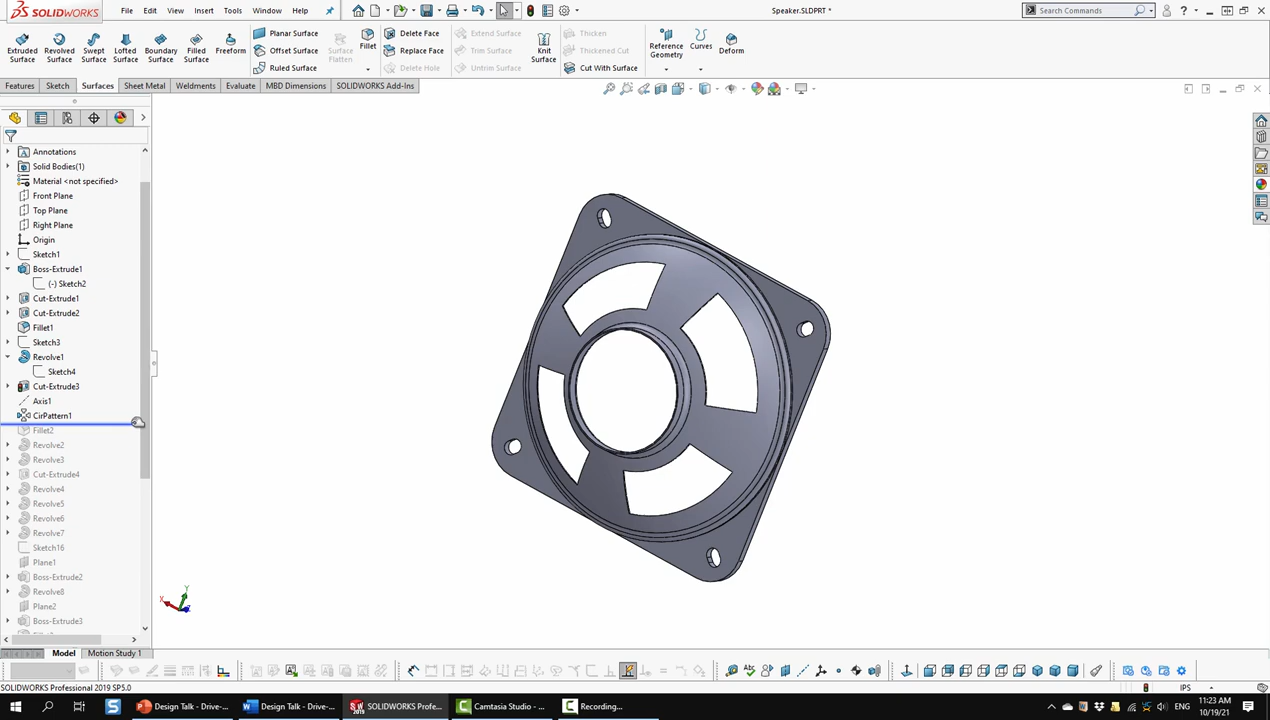 SOLIDWORKS File Edit View Insert Tools Window Help Speaker.SLDPRT * Search Commands
Extruded Surface
Revolved Surface
Swept Surface
Lofted Surface
Boundary Surface
Filled Surface
Freeform
Planar Surface
Offset Surface
Ruled Surface
Surface Flatten
Fillet
Delete Face
Replace Face
Delete Hole
Extend Surface
Trim Surface
Untrim Surface
Knit Surface
Thicken
Thickened Cut
Cut With Surface
Reference Geometry
Curves
Deform
Features Sketch Surfaces Sheet Metal Weldments Evaluate MBD Dimensions SOLIDWORKS Add-Ins
Annotations
Solid Bodies(1)
Material <not specified>
Front Plane
Top Plane
Right Plane
Origin
Sketch1
Boss-Extrude1
(-) Sketch2
Cut-Extrude1
Cut-Extrude2
Fillet1
Sketch3
Revolve1
Sketch4
Cut-Extrude3
Axis1
CirPattern1
Fillet2
Revolve2
Revolve3
Cut-Extrude4
Revolve4
Revolve5
Revolve6
Revolve7
Sketch16
Plane1
Boss-Extrude2
Revolve8
Plane2
Boss-Extrude3
X Y Z
Model Motion Study 1
SOLIDWORKS Professional 2019 SP5.0 IPS
Design Talk - Drive-... Design Talk - Drive-... SOLIDWORKS Profe... Camtasia Studio - ... Recording...
11:23 AM
10/19/21